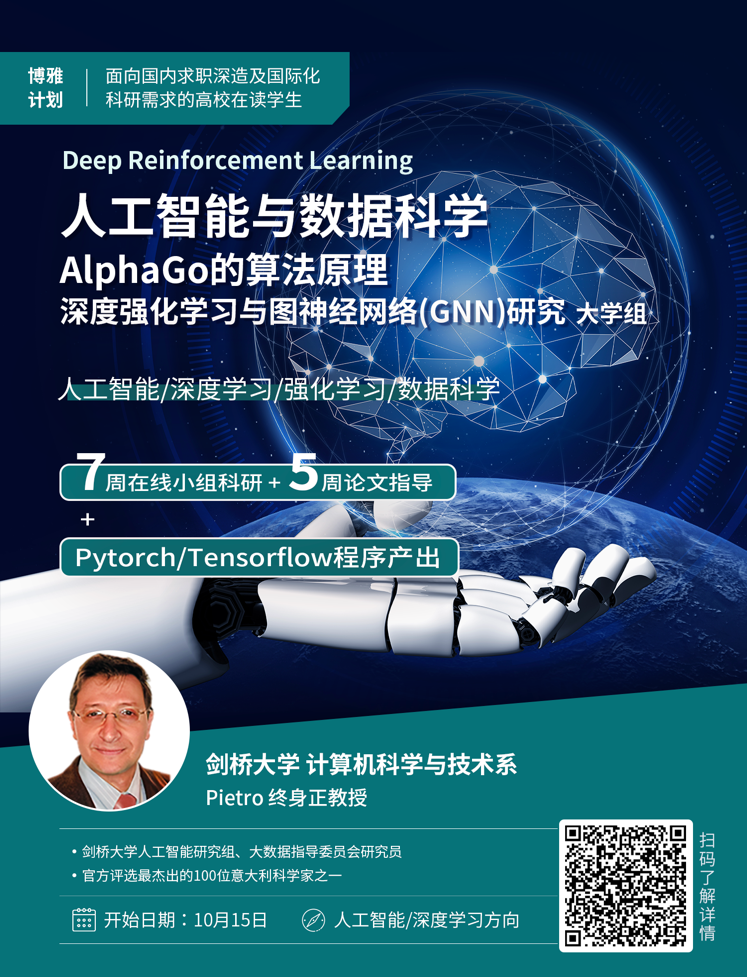 博雅
计划
面向国内求职深造及国际化
科研需求的高校在读学生
Deep Reinforcement Learning
人工智能与数据科学
AlphaGo的算法原理
深度强化学习与图神经网络(GNN)研究 大学组
人工智能/深度学习/强化学习/数据科学
7周在线小组科研 + 5周论文指导
+
Pytorch/Tensorflow程序产出
剑桥大学 计算机科学与技术系
Pietro 终身正教授
• 剑桥大学人工智能研究组、大数据指导委员会研究员
• 官方评选最杰出的100位意大利科学家之一
开始日期：10月15日
人工智能/深度学习方向
扫码了解详情